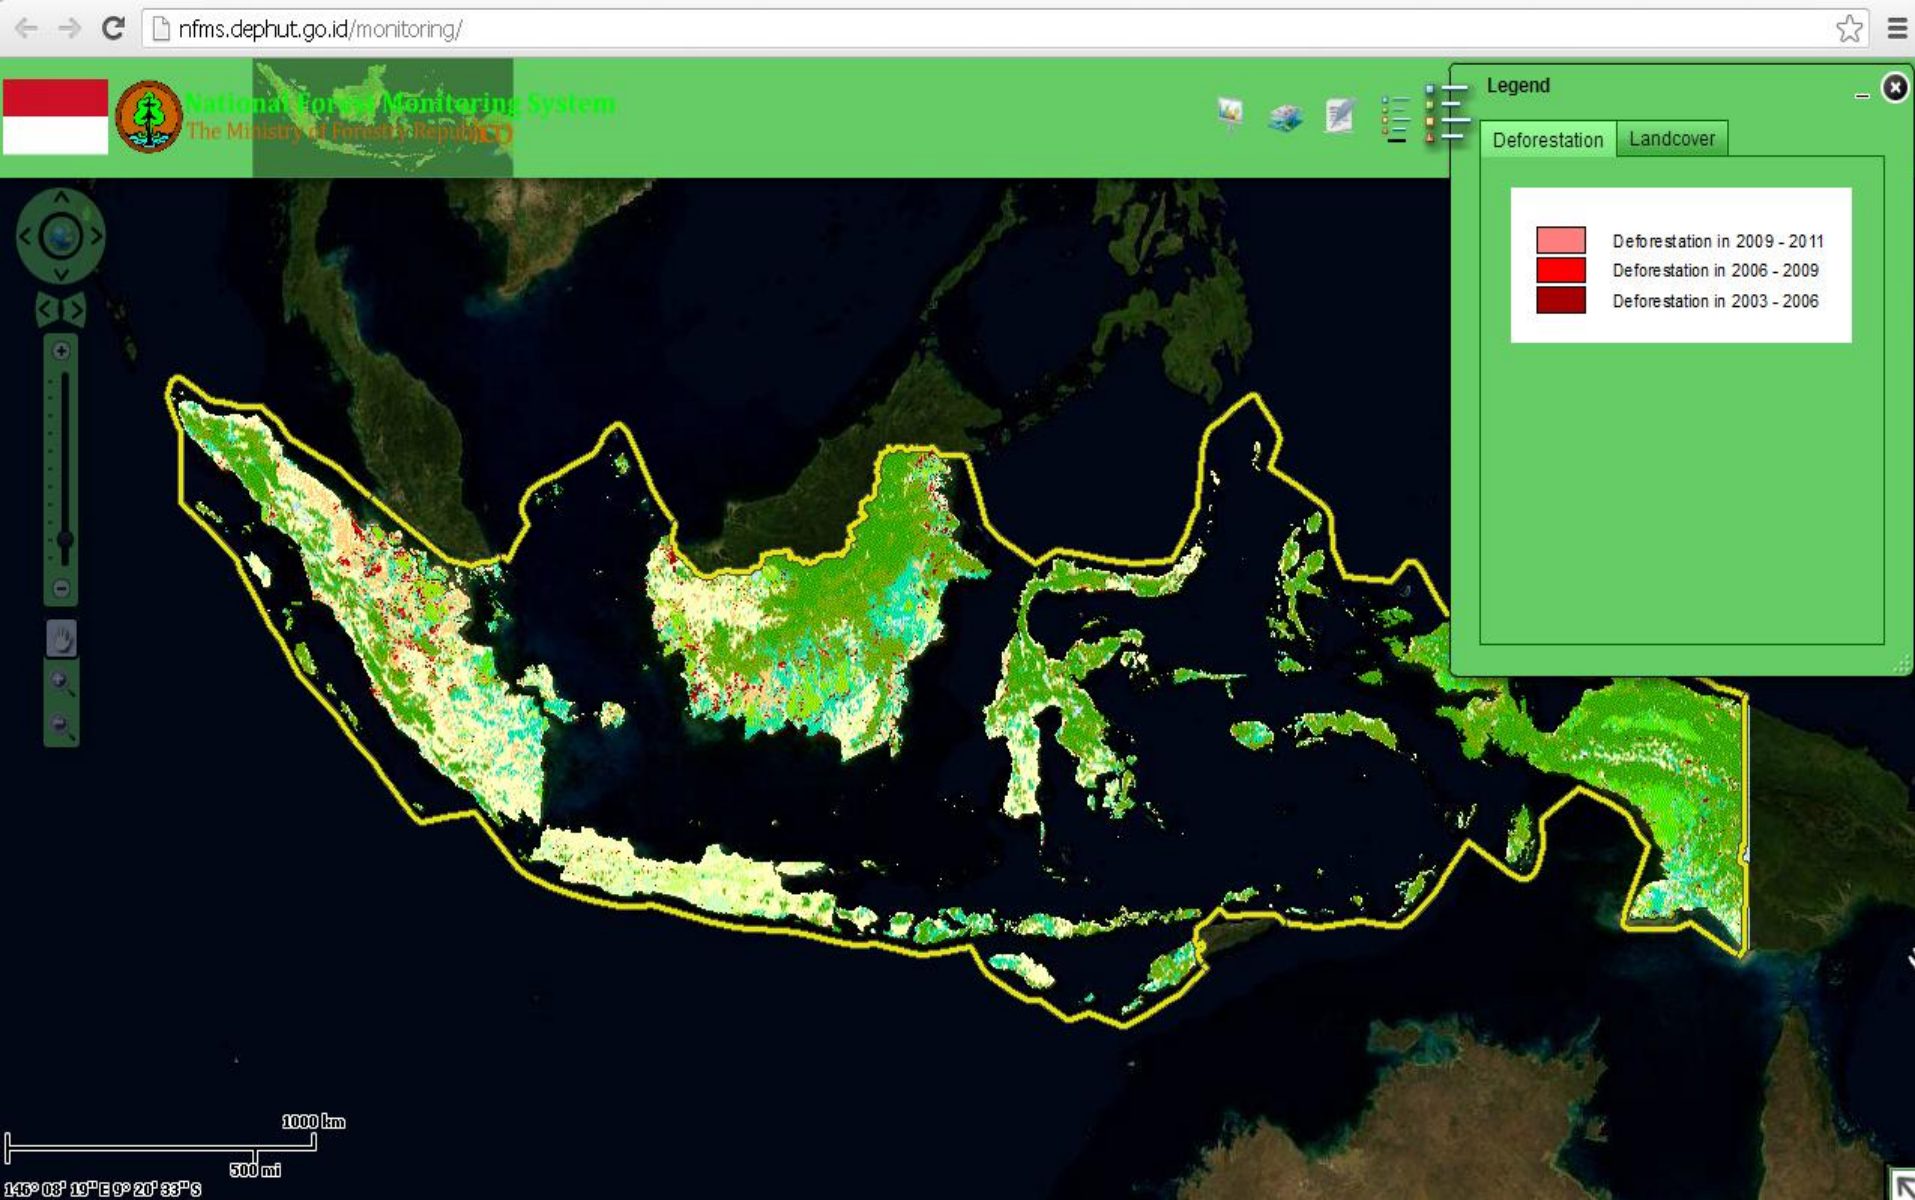 nfms.dephut.go.id/monitoring/
National Forest Monitoring System
The Ministry of Forestry Republ
Legend
Deforestation
Landcover
Deforestation in 2009 - 2011
Deforestation in 2006 - 2009
Deforestation in 2003 - 2006
1000 km
500 mi
146° 08' 19" E 9° 20' 33" S